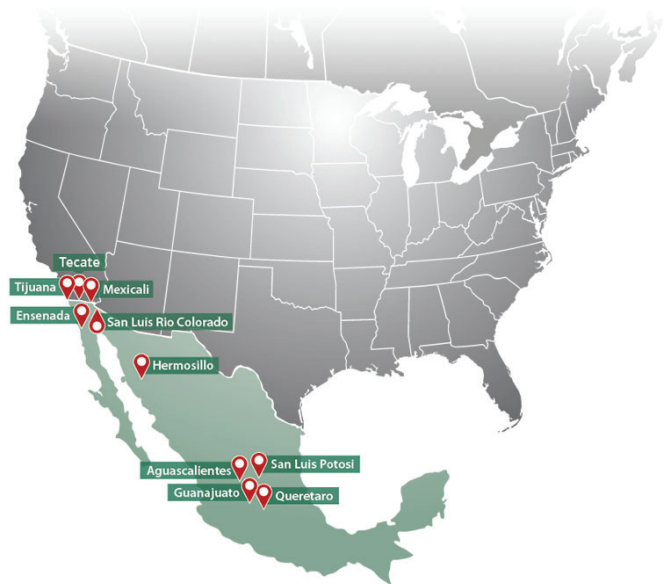 Tecate
Tijuana
Mexicali
Ensenada
San Luis Rio Colorado
Hermosillo
San Luis Potosi
Aguascalientes
Guanajuato
Queretaro